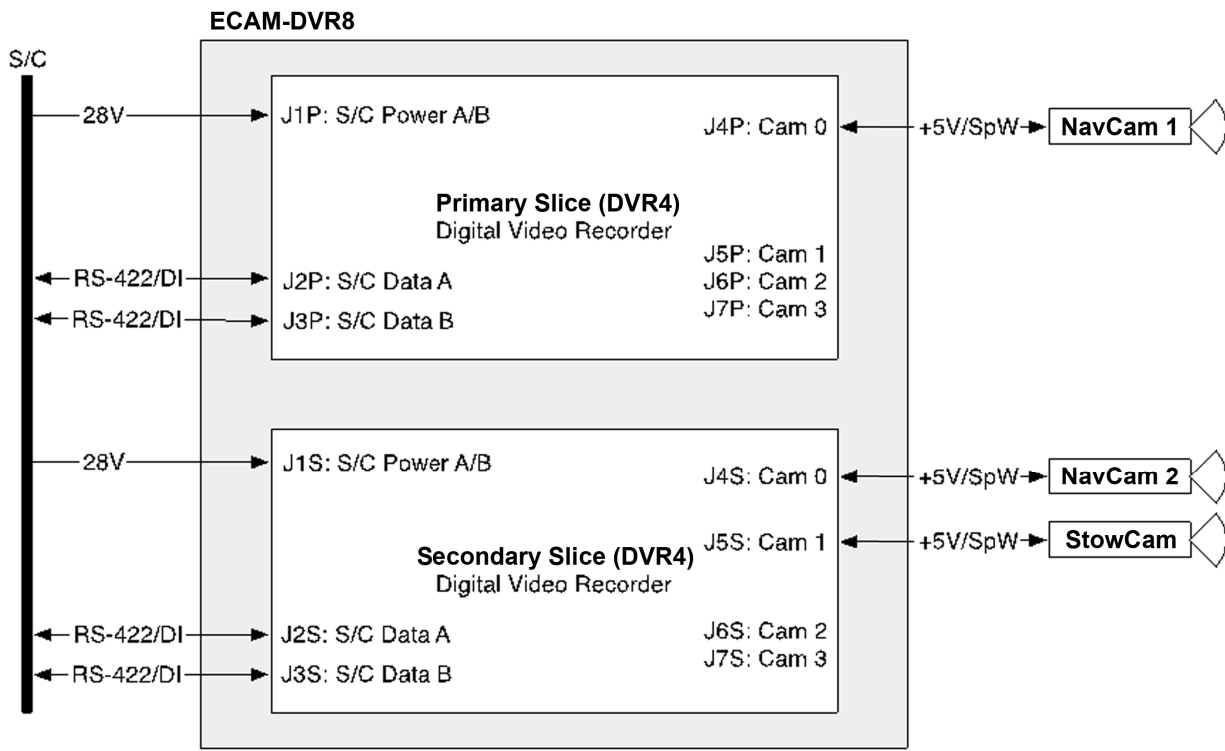 ECAM-DVR8
S/C
28V
J1P: S/C Power A/B
J4P: Cam 0
+5V/SpW
NavCam 1
Primary Slice (DVR4)
Digital Video Recorder
J5P: Cam 1
J6P: Cam 2
J7P: Cam 3
RS-422/DI
J2P: S/C Data A
RS-422/DI
J3P: S/C Data B
28V
J1S: S/C Power A/B
J4S: Cam 0
+5V/SpW
NavCam 2
J5S: Cam 1
+5V/SpW
StowCam
Secondary Slice (DVR4)
Digital Video Recorder
RS-422/DI
J2S: S/C Data A
J6S: Cam 2
J7S: Cam 3
RS-422/DI
J3S: S/C Data B